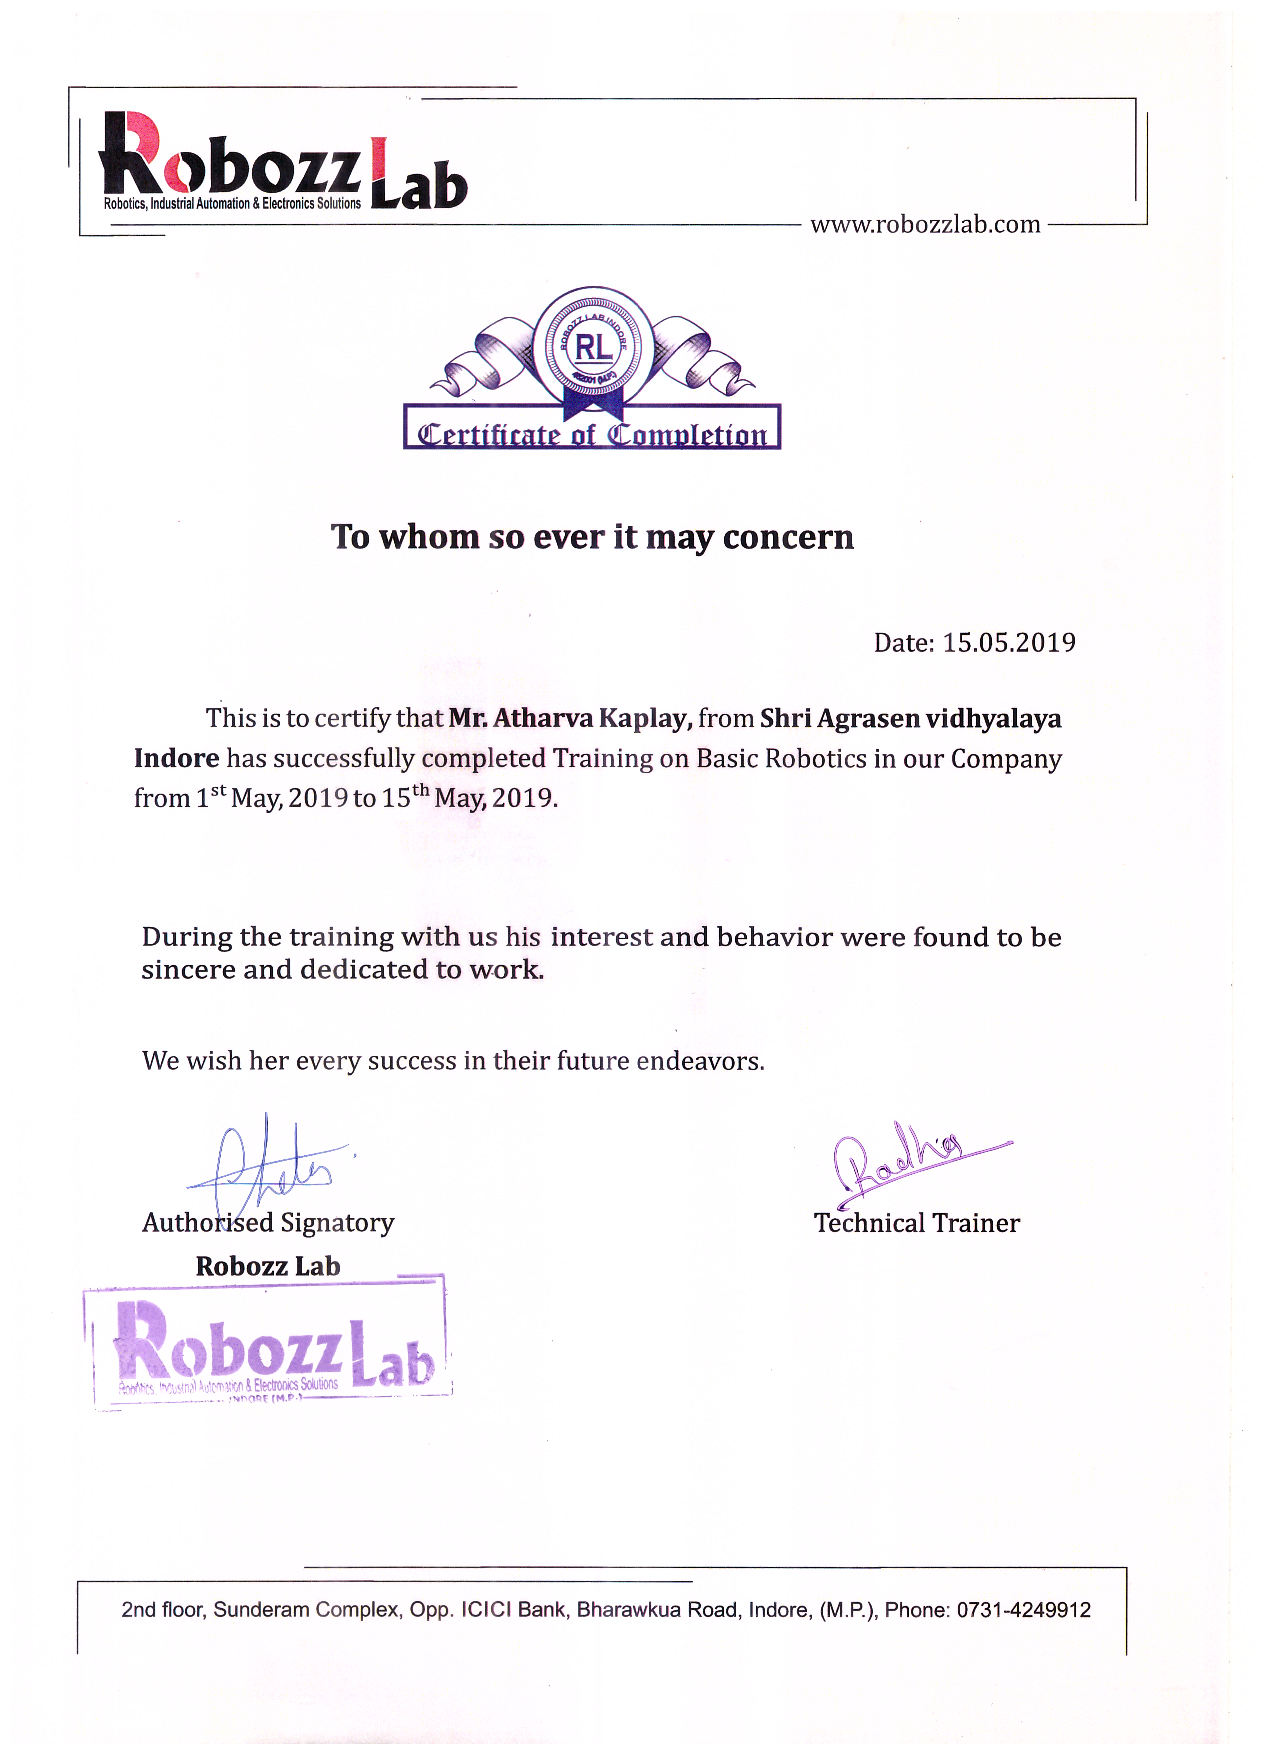 Robozz Lab
Robotics, Industrial Automation & Electronics Solutions
www.robozzlab.com
ROBOZZ LAB INDORE
RL
452001 (M.P.)
Certificate of Completion
To whom so ever it may concern
Date: 15.05.2019
This is to certify that Mr. Atharva Kaplay, from Shri Agrasen vidhyalaya
Indore has successfully completed Training on Basic Robotics in our Company
from 1st May, 2019 to 15th May, 2019.
During the training with us his interest and behavior were found to be
sincere and dedicated to work.
We wish her every success in their future endeavors.
Radhia
Authorised Signatory
Technical Trainer
Robozz Lab
Robozz Lab
Robotics, Industrial Automation & Electronics Solutions
INDORE (M.P.)
2nd floor, Sunderam Complex, Opp. ICICI Bank, Bharawkua Road, Indore, (M.P.), Phone: 0731-4249912